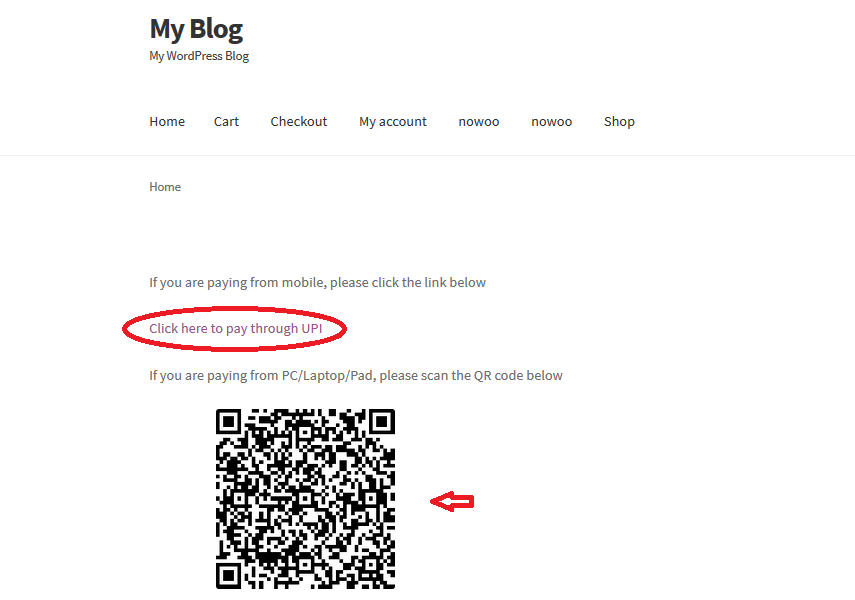 My Blog
My WordPress Blog
Home Cart Checkout My account nowoo nowoo Shop
Home
If you are paying from mobile, please click the link below
Click here to pay through UPI
If you are paying from PC/Laptop/Pad, please scan the QR code below